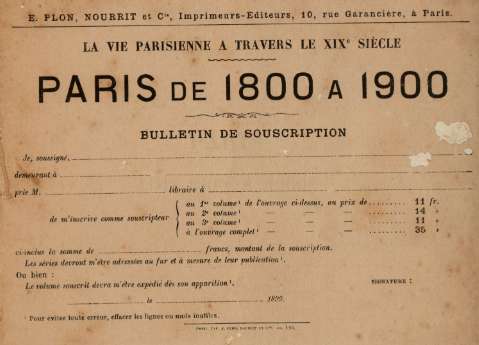 E. PLON, NOURRIT et Cie, Imprimeurs-Editeurs, 10, rue Garancière, à Paris.
LA VIE PARISIENNE A TRAVERS LE XIXe SIÈCLE
PARIS DE 1800 A 1900
BULLETIN DE SOUSCRIPTION
Je, soussigné,
demeurant à
prie M. libraire à
de m'inscrire comme souscripteur
au 1er volume¹ de l'ouvrage ci-dessus, au prix de 11 fr.
au 2e volume¹ — — — 14 »
au 3e volume¹ — — — 11 »
à l'ouvrage complet¹ — — — 35 »
ci-inclus la somme de francs, montant de la souscription.
Les séries devront m'être adressées au fur et à mesure de leur publication¹.
Ou bien :
Le volume souscrit devra m'être expédié dès son apparition¹.
SIGNATURE :
le 1899.
¹ Pour éviter toute erreur, effacer les lignes ou mots inutiles.